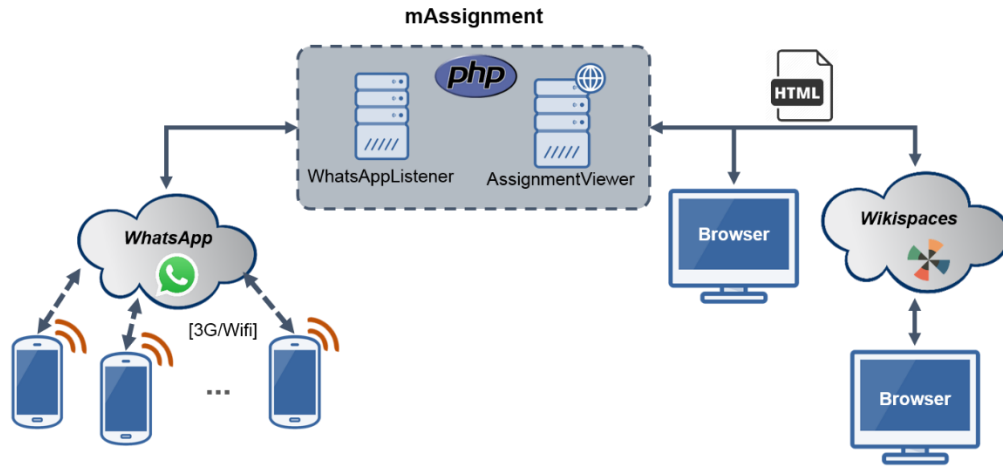 mAssignment
php
HTML
WhatsAppListener
AssignmentViewer
WhatsApp
Browser
Wikispaces
[3G/Wifi]
...
Browser